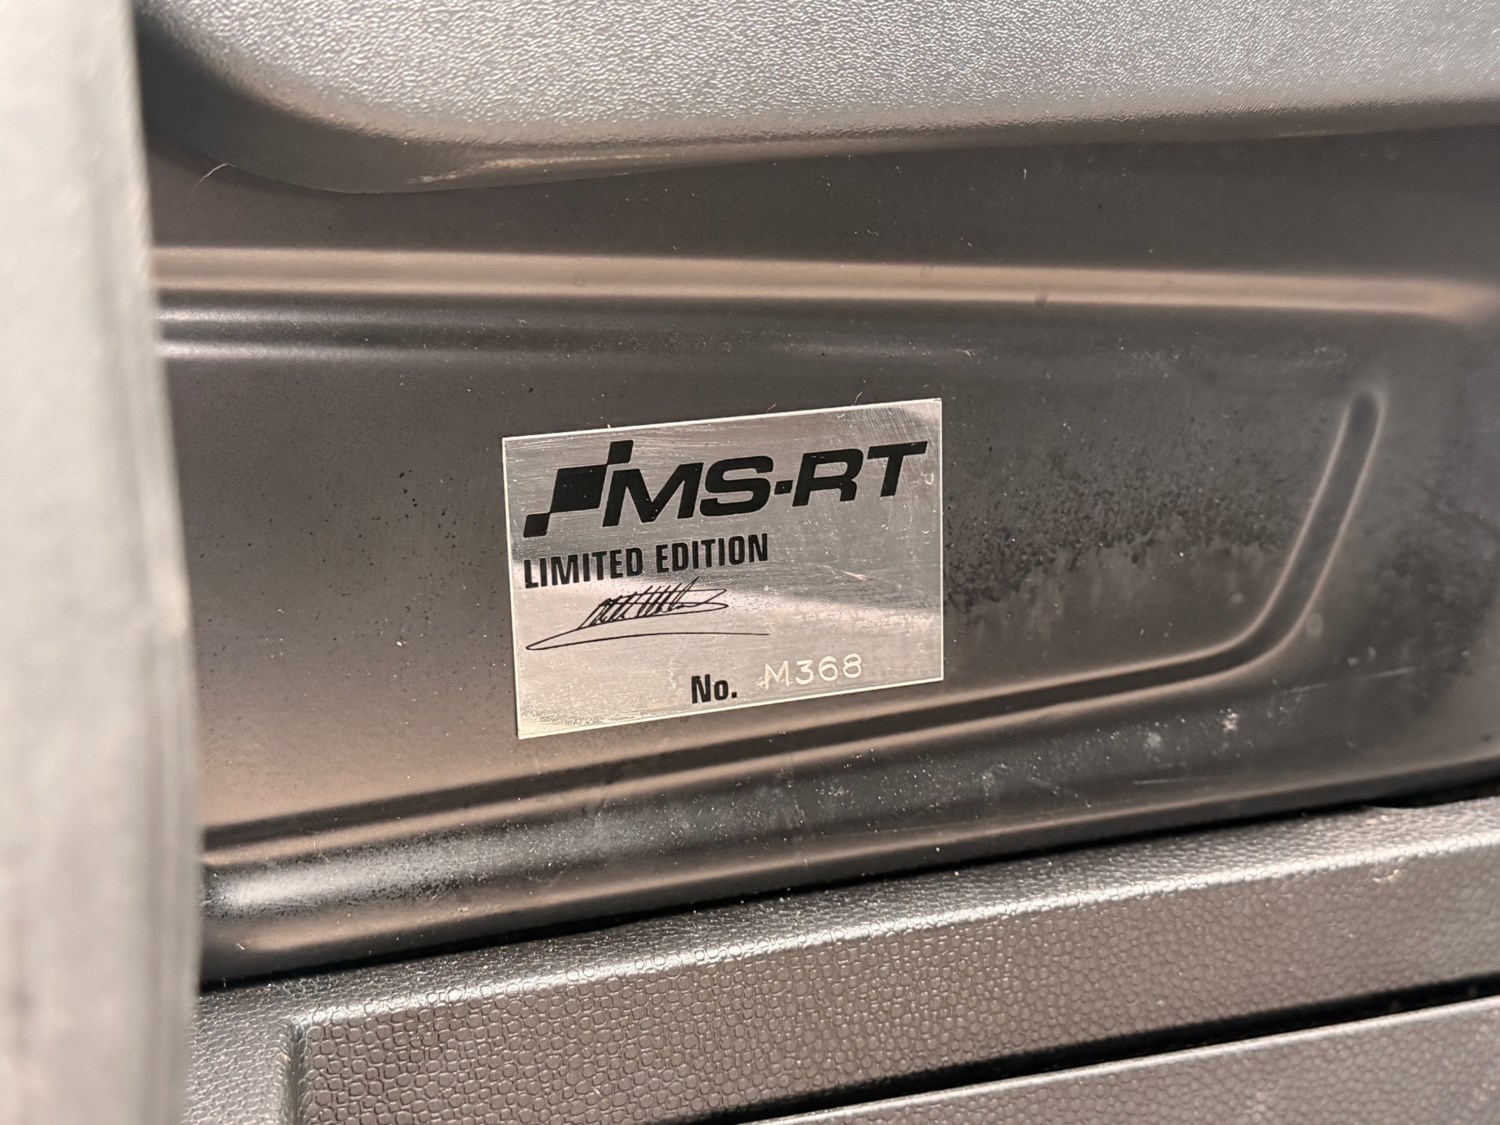 MS-RT
LIMITED EDITION
No. M368